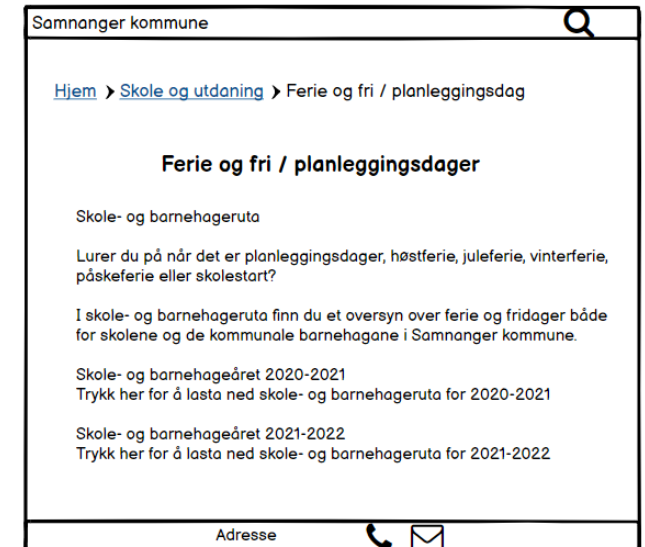 Samnanger kommune
Hjem > Skole og utdaning > Ferie og fri / planleggingsdag
Ferie og fri / planleggingsdager
Skole- og barnehageruta
Lurer du på når det er planleggingsdager, høstferie, juleferie, vinterferie,
påskeferie eller skolestart?
I skole- og barnehageruta finn du et oversyn over ferie og fridager både
for skolene og de kommunale barnehagane i Samnanger kommune.
Skole- og barnehageåret 2020-2021
Trykk her for å lasta ned skole- og barnehageruta for 2020-2021
Skole- og barnehageåret 2021-2022
Trykk her for å lasta ned skole- og barnehageruta for 2021-2022
Adresse